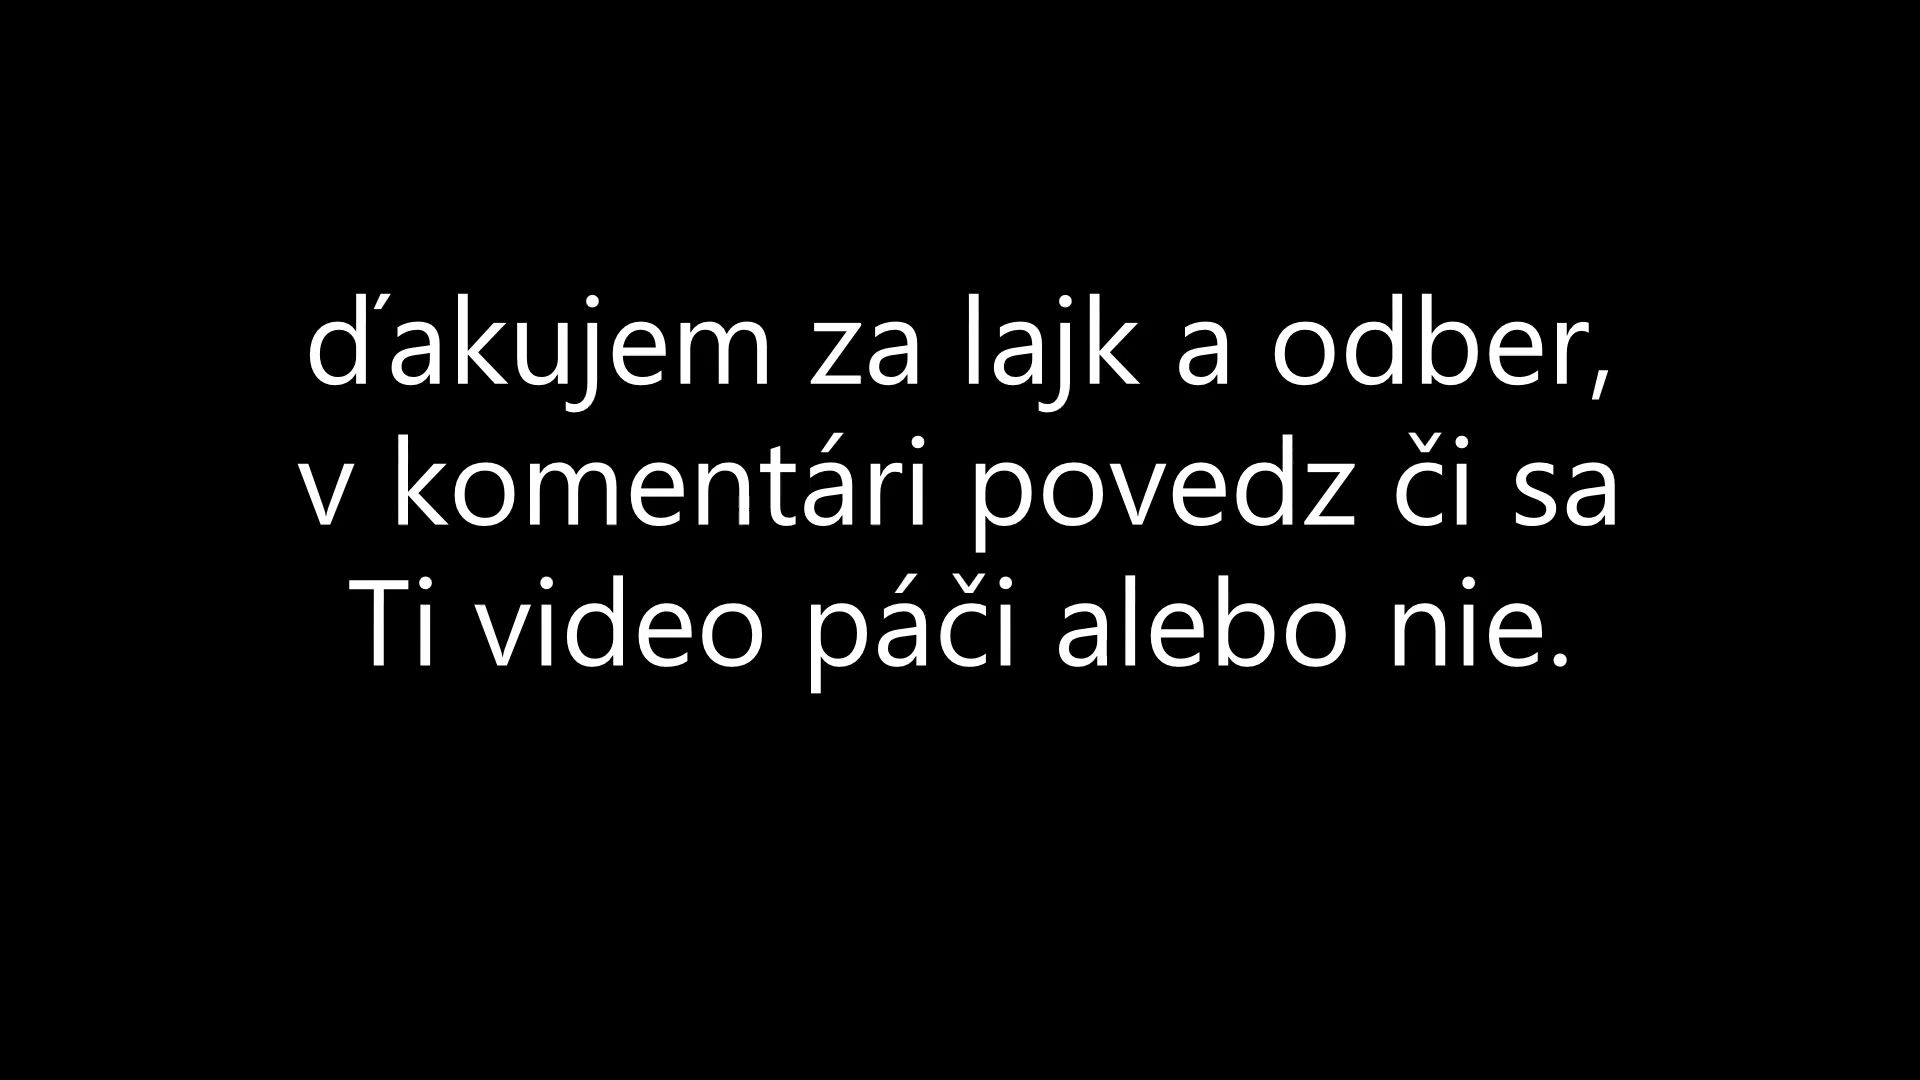 ďakujem za lajk a odber,
v komentári povedz či sa
Ti video páči alebo nie.